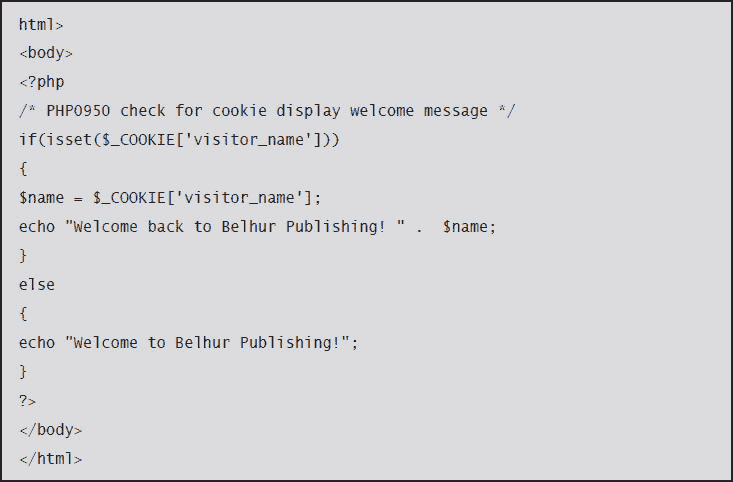 html>
<body>
<?php
/* PHP0950 check for cookie display welcome message */
if(isset($_COOKIE['visitor_name']))
{
$name = $_COOKIE['visitor_name'];
echo "Welcome back to Belhur Publishing! " .  $name;
}
else
{
echo "Welcome to Belhur Publishing!";
}
?>
</body>
</html>